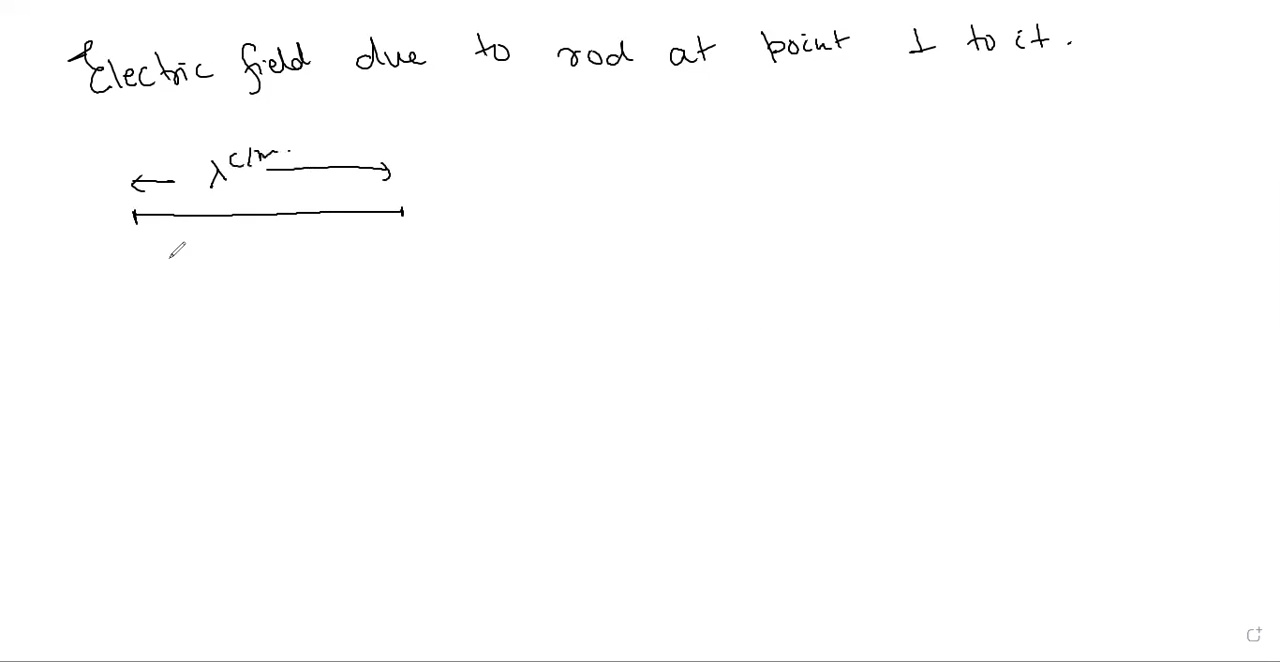 Electric field due to rod at point ⊥ to it.
λ C/m.